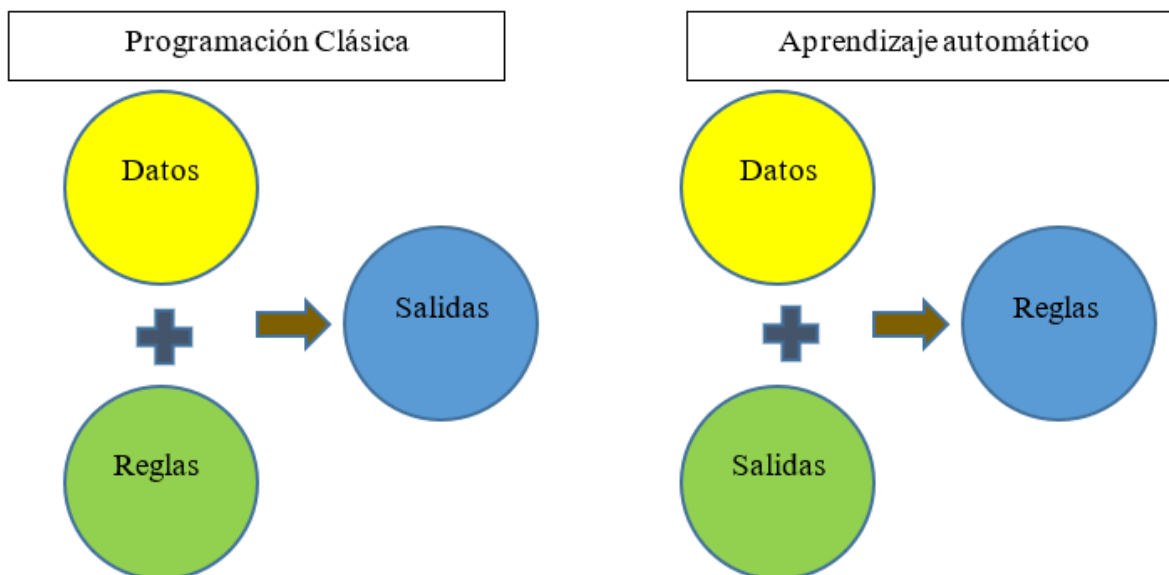 Programación Clásica
Aprendizaje automático
Datos
Salidas
Reglas
Datos
Reglas
Salidas